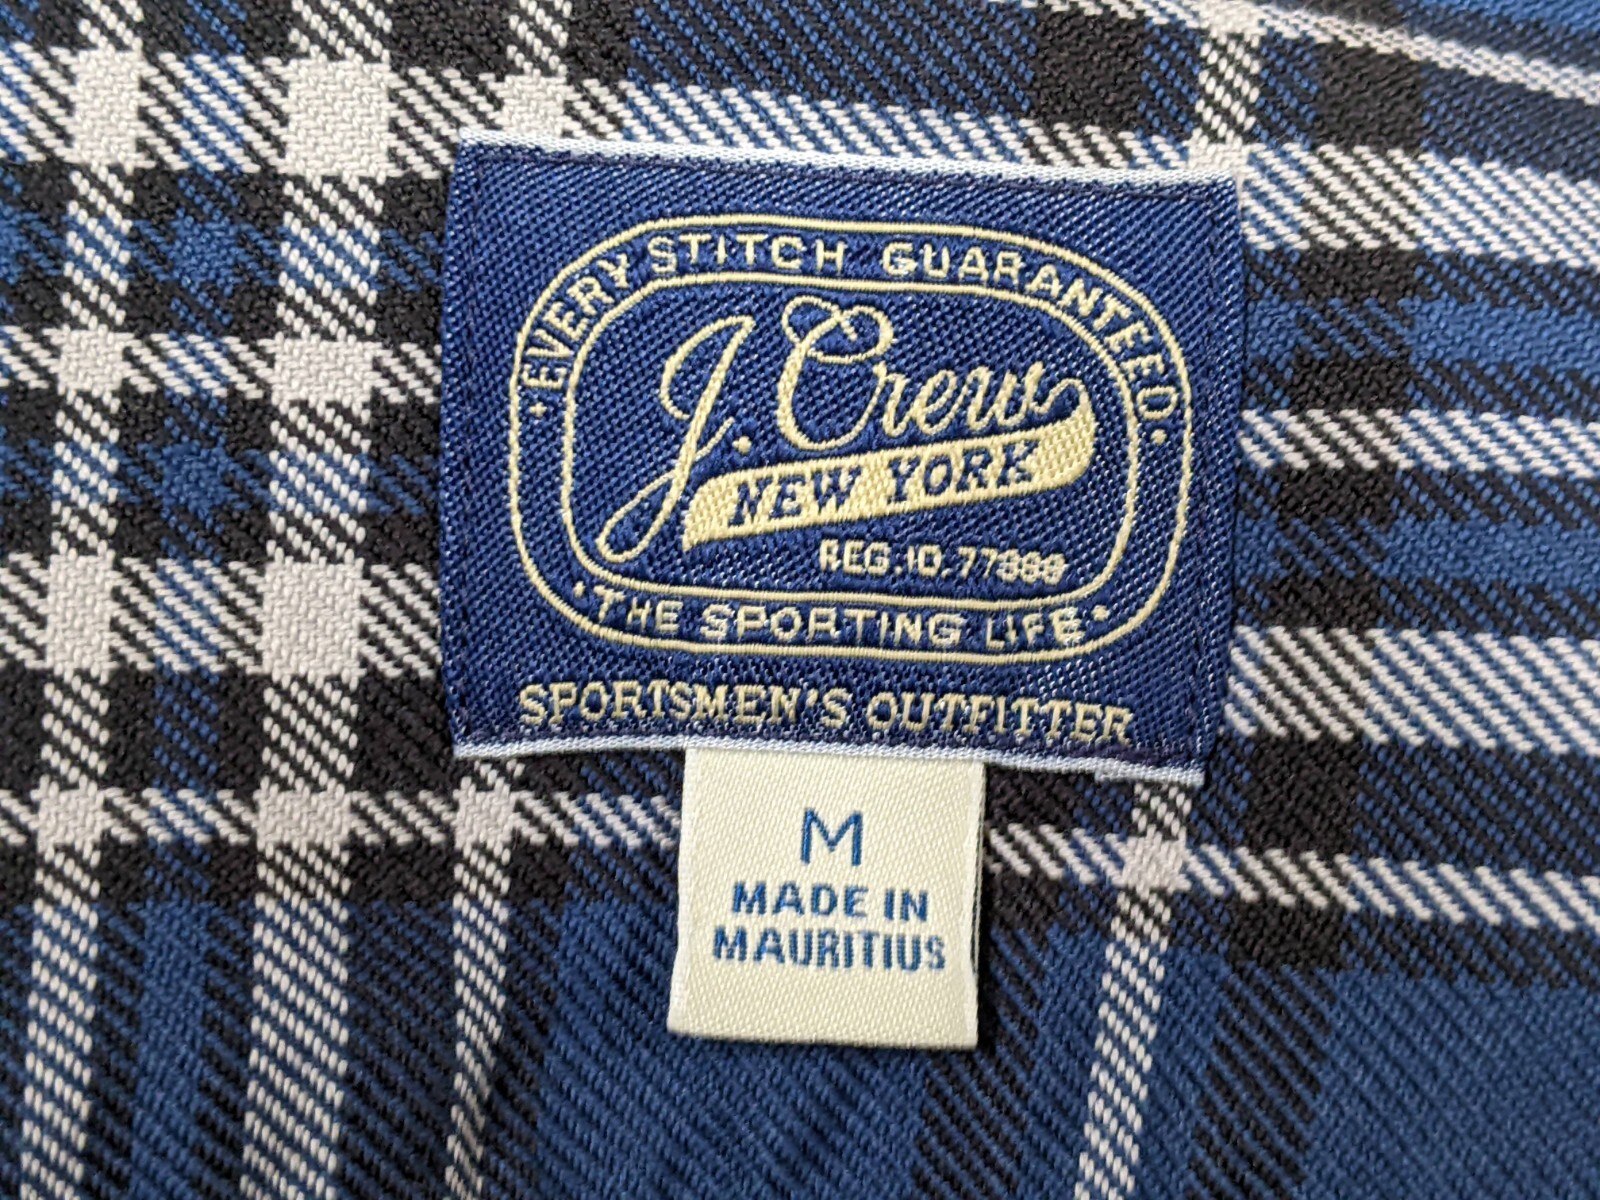 EVERY STITCH GUARANTEED
J. Crew
NEW YORK
REG. ID. 77388
THE SPORTING LIFE
SPORTSMEN'S OUTFITTER
M
MADE IN
MAURITIUS